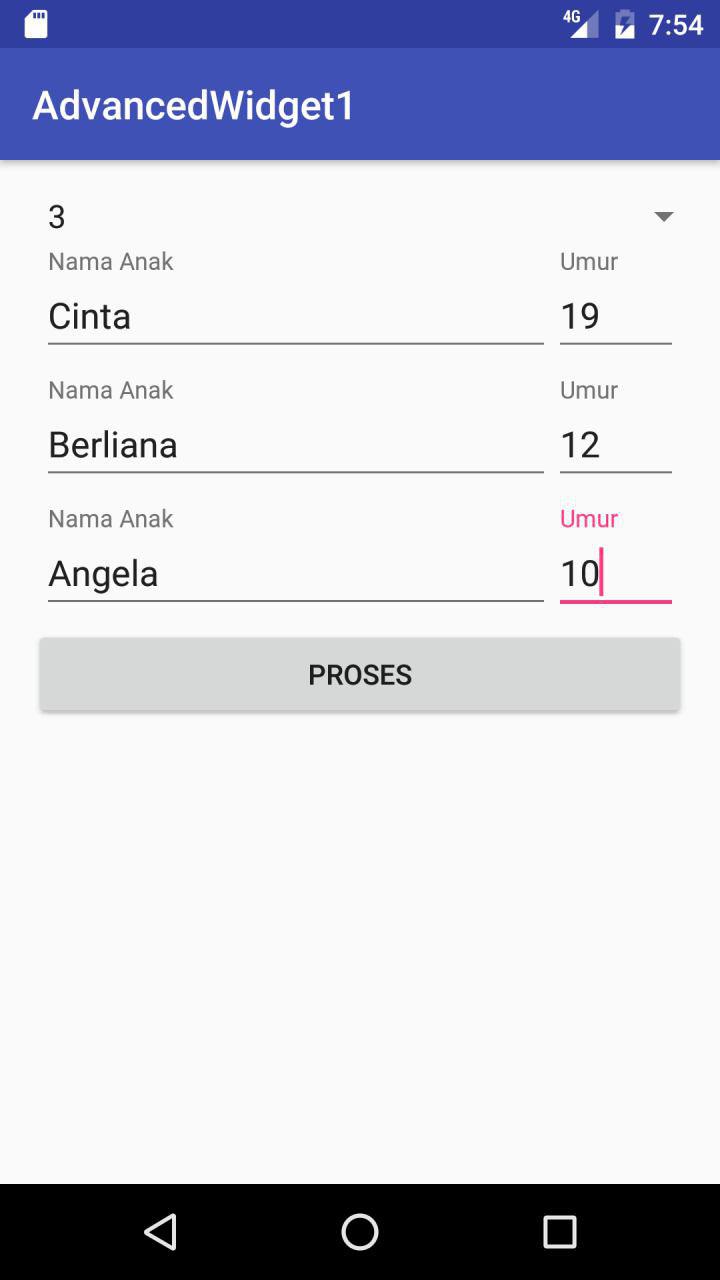 4G 7:54
AdvancedWidget1
3
Nama Anak Umur
Cinta 19
Nama Anak Umur
Berliana 12
Nama Anak Umur
Angela 10
PROSES